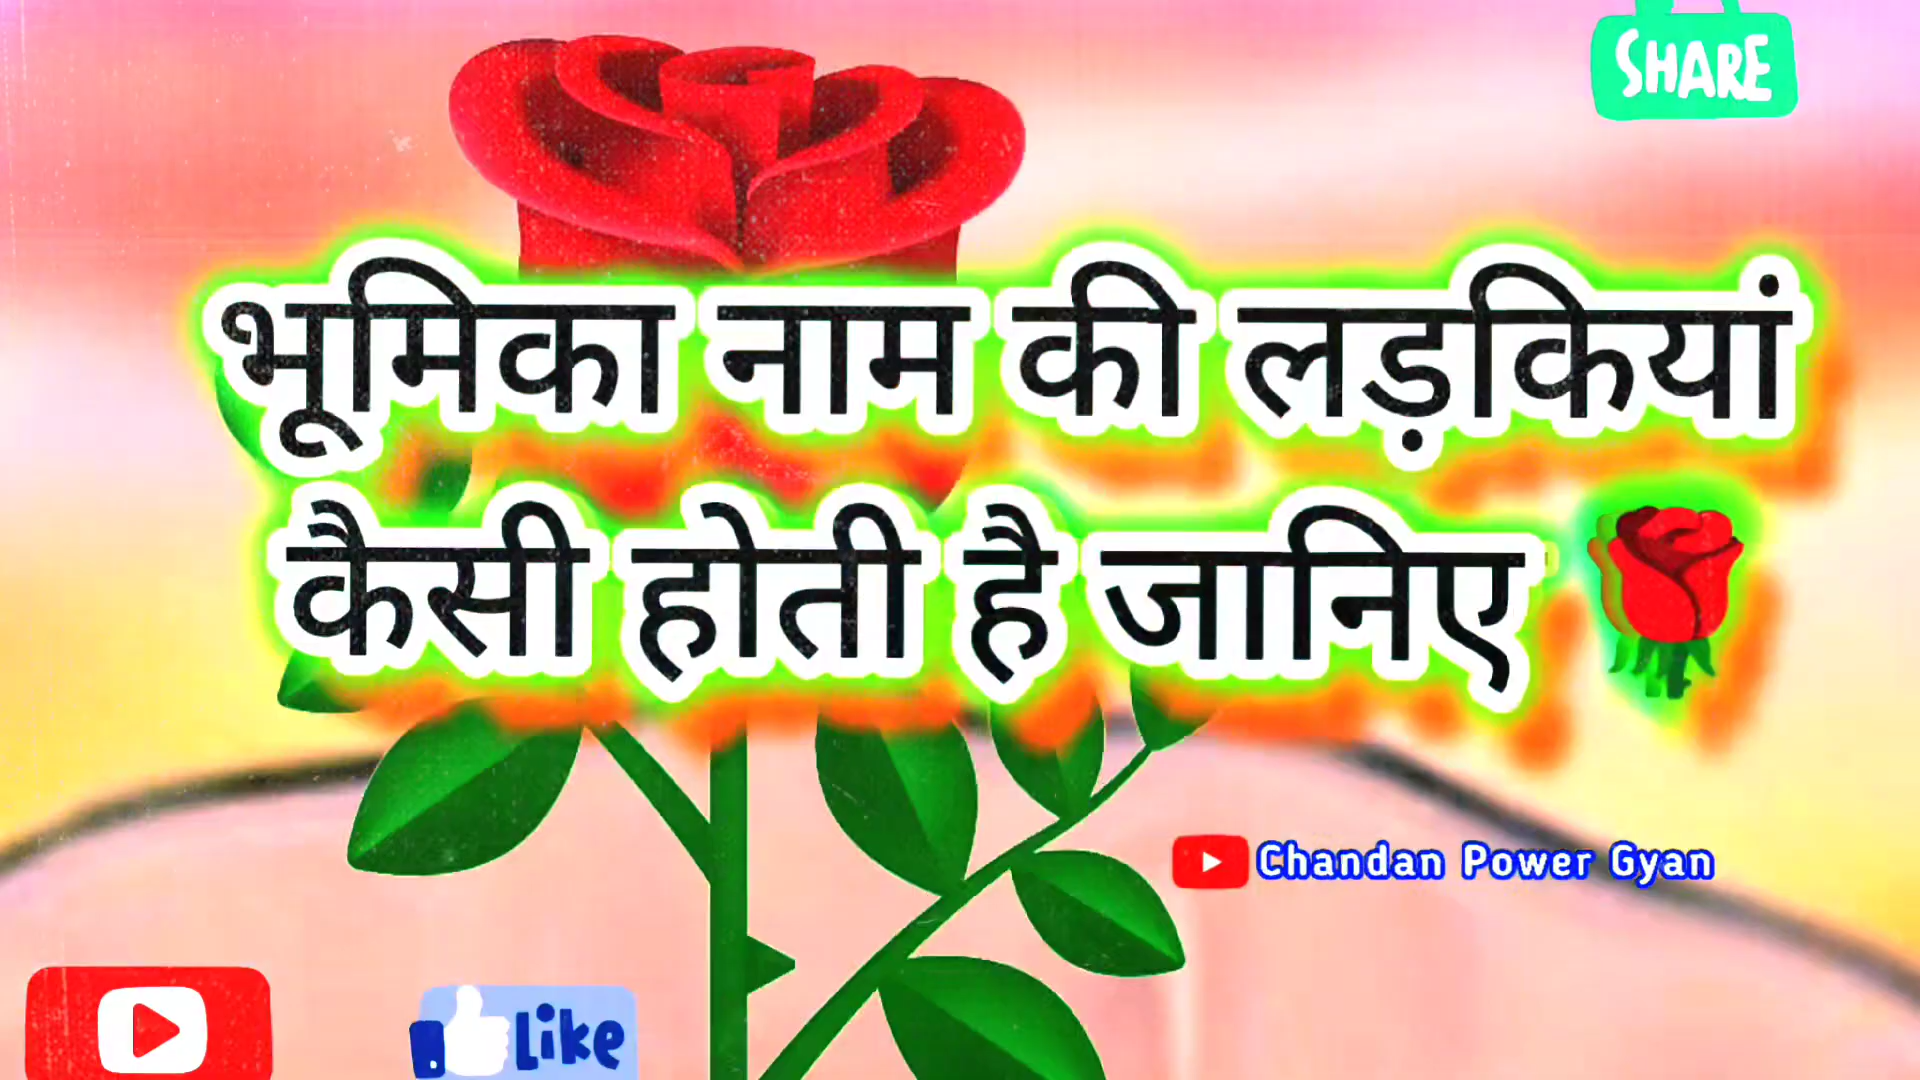 SHARE
भूमिका नाम की लड़कियां
कैसी होती है जानिए
Chandan Power Gyan
Like